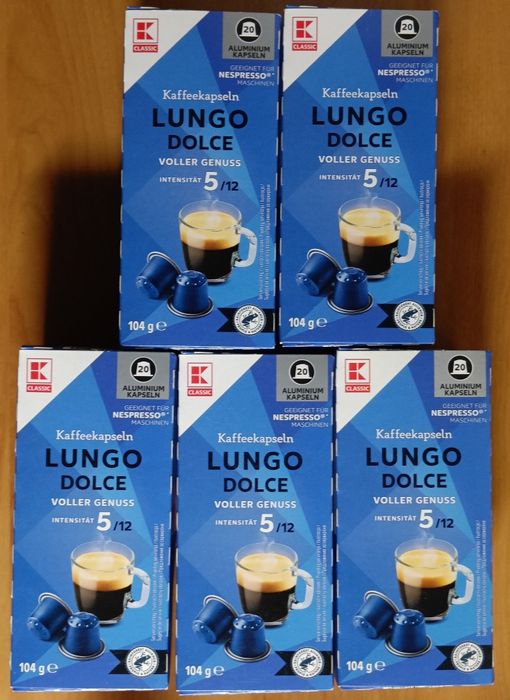 K
CLASSIC
20
ALUMINIUM
KAPSELN
GEEIGNET FÜR
NESPRESSO®*
MASCHINEN
Kaffeekapseln
LUNGO
DOLCE
VOLLER GENUSS
INTENSITÄT 5/12
104 g ℮
K
CLASSIC
20
ALUMINIUM
KAPSELN
GEEIGNET FÜR
NESPRESSO®*
MASCHINEN
Kaffeekapseln
LUNGO
DOLCE
VOLLER GENUSS
INTENSITÄT 5/12
104 g ℮
K
CLASSIC
20
ALUMINIUM
KAPSELN
GEEIGNET FÜR
NESPRESSO®*
MASCHINEN
Kaffeekapseln
LUNGO
DOLCE
VOLLER GENUSS
INTENSITÄT 5/12
104 g ℮
K
CLASSIC
20
ALUMINIUM
KAPSELN
GEEIGNET FÜR
NESPRESSO®*
MASCHINEN
Kaffeekapseln
LUNGO
DOLCE
VOLLER GENUSS
INTENSITÄT 5/12
104 g ℮
K
CLASSIC
20
ALUMINIUM
KAPSELN
GEEIGNET FÜR
NESPRESSO®*
MASCHINEN
Kaffeekapseln
LUNGO
DOLCE
VOLLER GENUSS
INTENSITÄT 5/12
104 g ℮